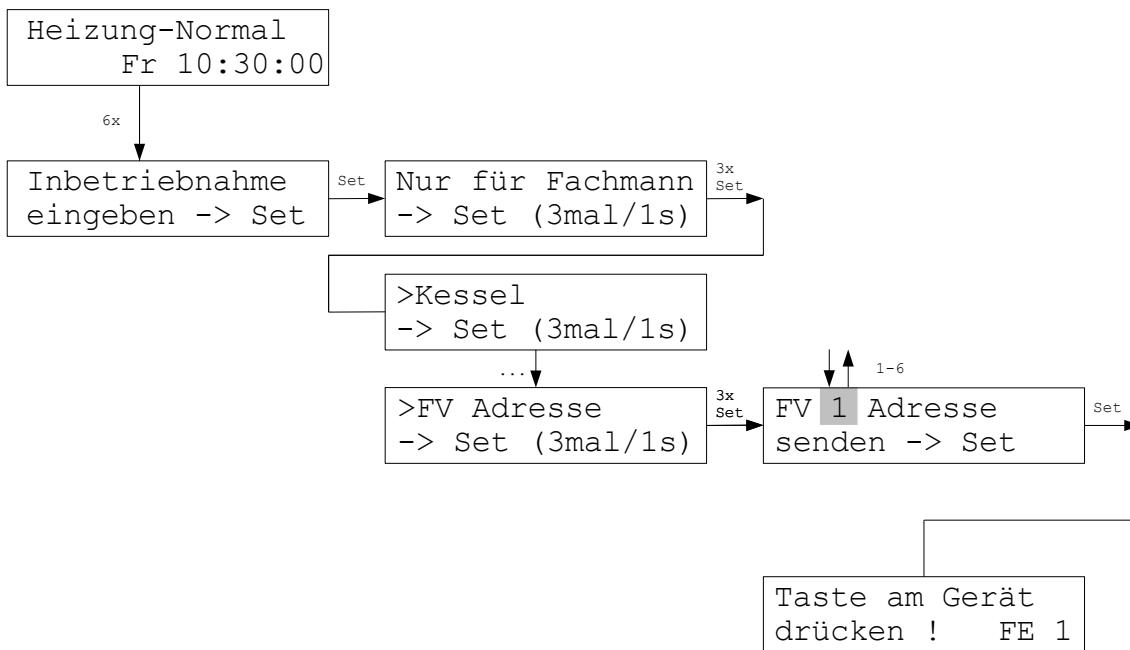 Heizung-Normal
Fr 10:30:00
6x
Inbetriebnahme
eingeben -> Set
Set
Nur für Fachmann
-> Set (3mal/1s)
3x
Set
>Kessel
-> Set (3mal/1s)
...
>FV Adresse
-> Set (3mal/1s)
3x
Set
1-6
FV 1 Adresse
senden -> Set
Set
Taste am Gerät
drücken ! FE 1